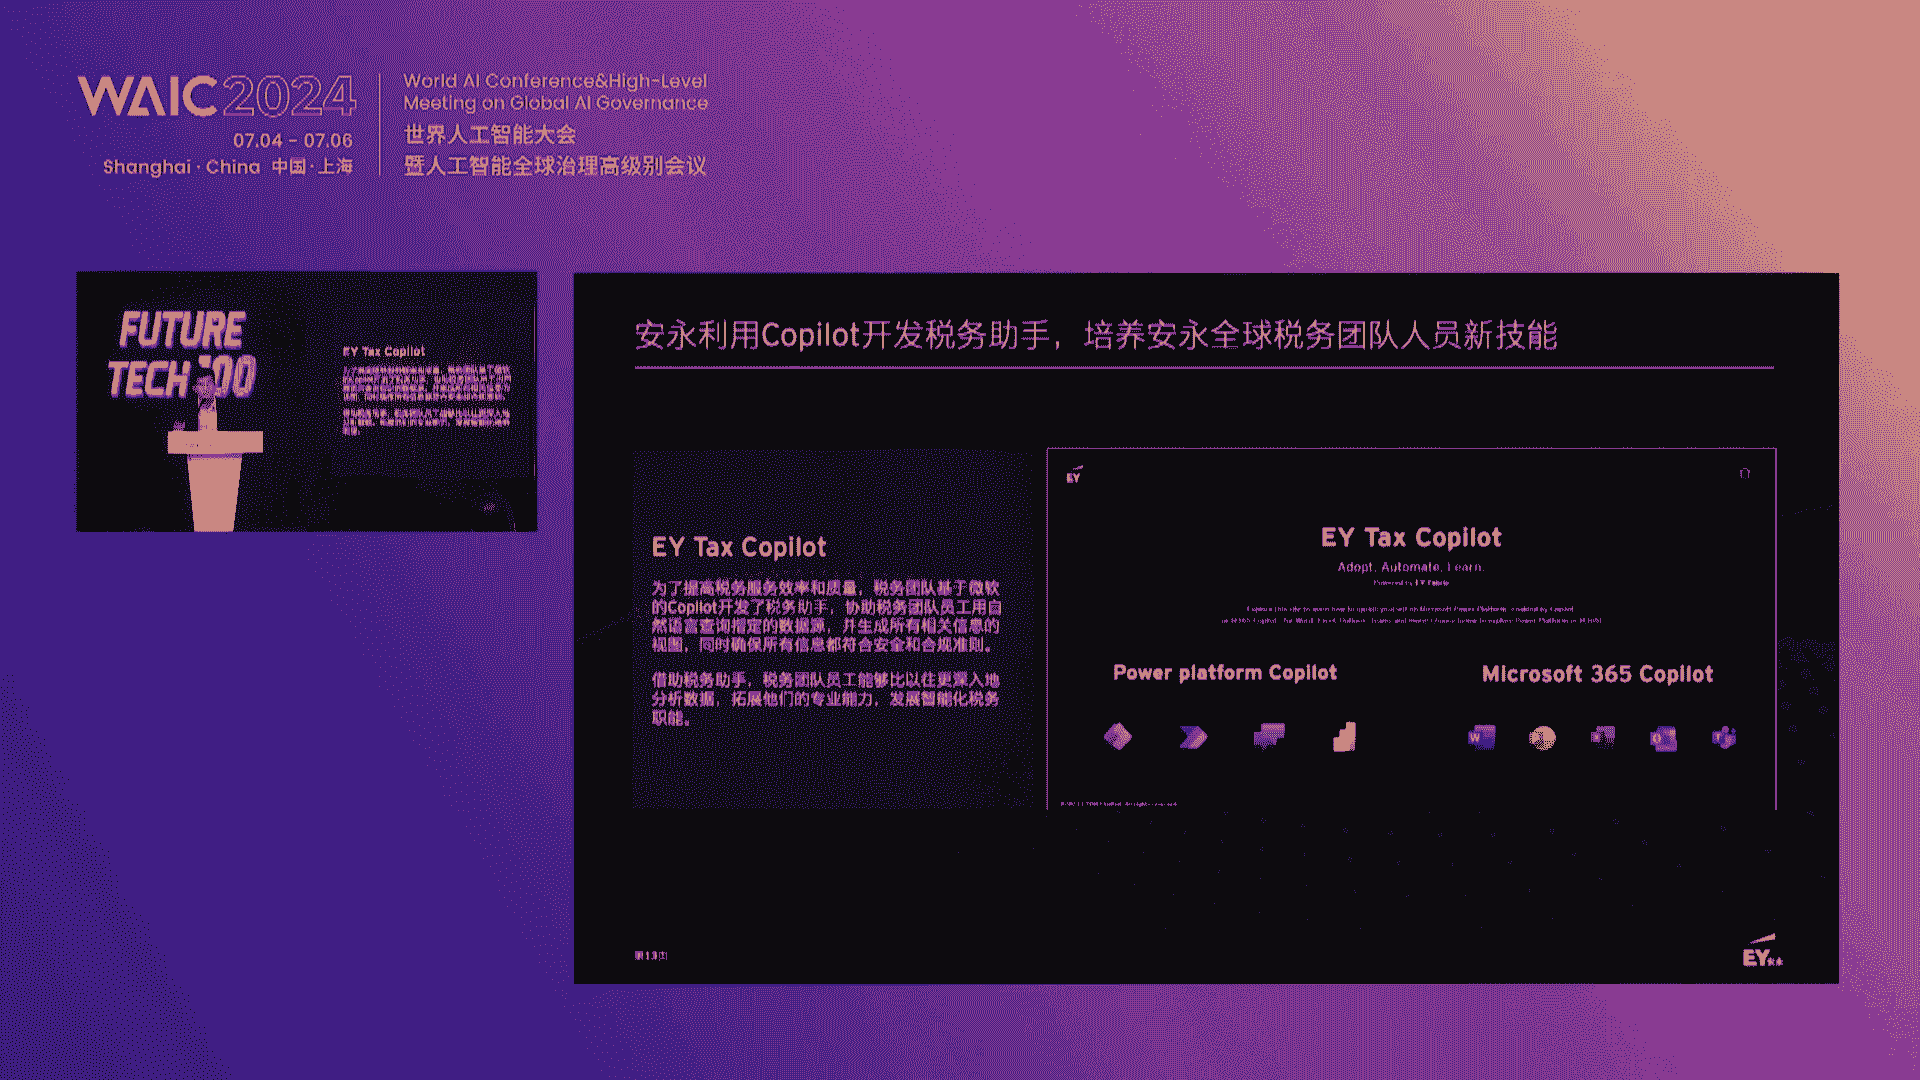 WAIC 2024
07.04 - 07.06
Shanghai · China 中国·上海
World AI Conference&High-Level
Meeting on Global AI Governance
世界人工智能大会
暨人工智能全球治理高级别会议
FUTURE
TECH 100
EY Tax Copilot
安永利用Copilot开发税务助手，培养安永全球税务团队人员新技能
EY Tax Copilot
为了提高税务服务效率和质量，税务团队基于微软
的Copilot开发了税务助手，协助税务团队员工用自
然语言查询指定的数据源，并生成所有相关信息的
视图，同时确保所有信息都符合安全和合规准则。
借助税务助手，税务团队员工能够比以往更深入地
分析数据，拓展他们的专业能力，发展智能化税务
职能。
EY
EY Tax Copilot
Adopt. Automate. Learn.
Powered by EY Fabric
Power platform Copilot
Microsoft 365 Copilot
第13页
EY安永